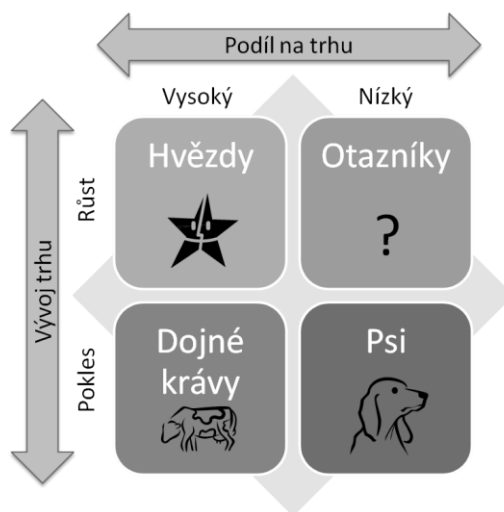 Podíl na trhu
Vysoký
Nízký
Vývoj trhu
Růst
Hvězdy
Otazníky
?
Pokles
Dojné
krávy
Psi